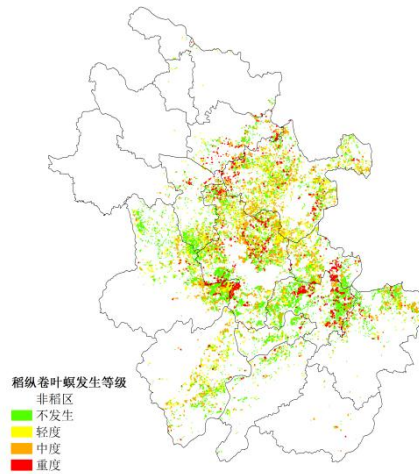 稻纵卷叶螟发生等级
非稻区
不发生
轻度
中度
重度